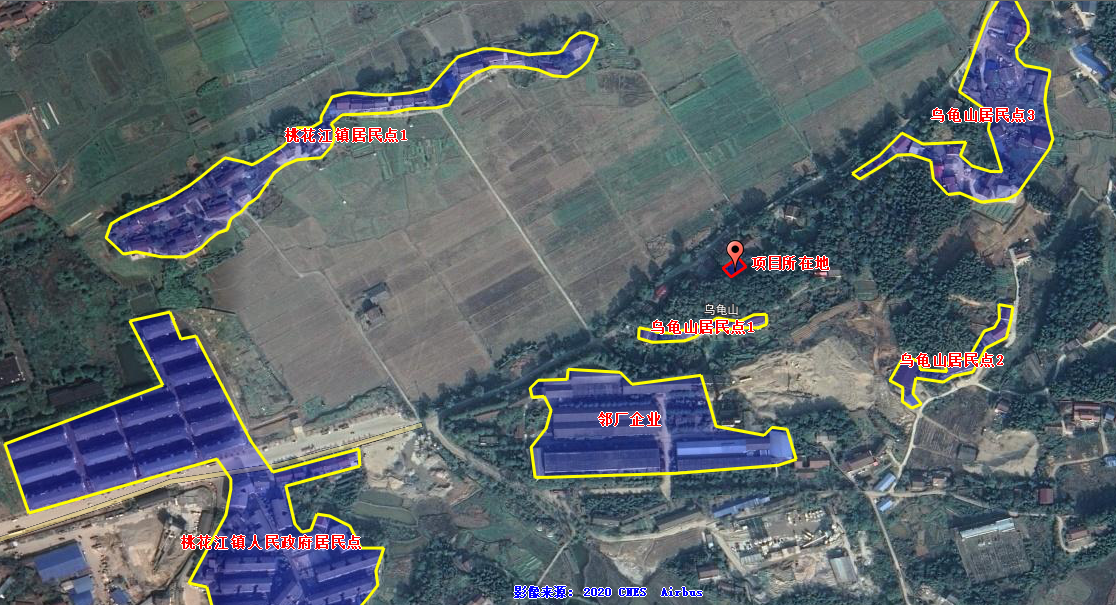 乌龟山居民点3
桃花江镇居民点1
项目所在地
乌龟山
乌龟山居民点1
乌龟山居民点2
邻厂企业
桃花江镇人民政府居民点
影像来源: 2020 CNES Airbus